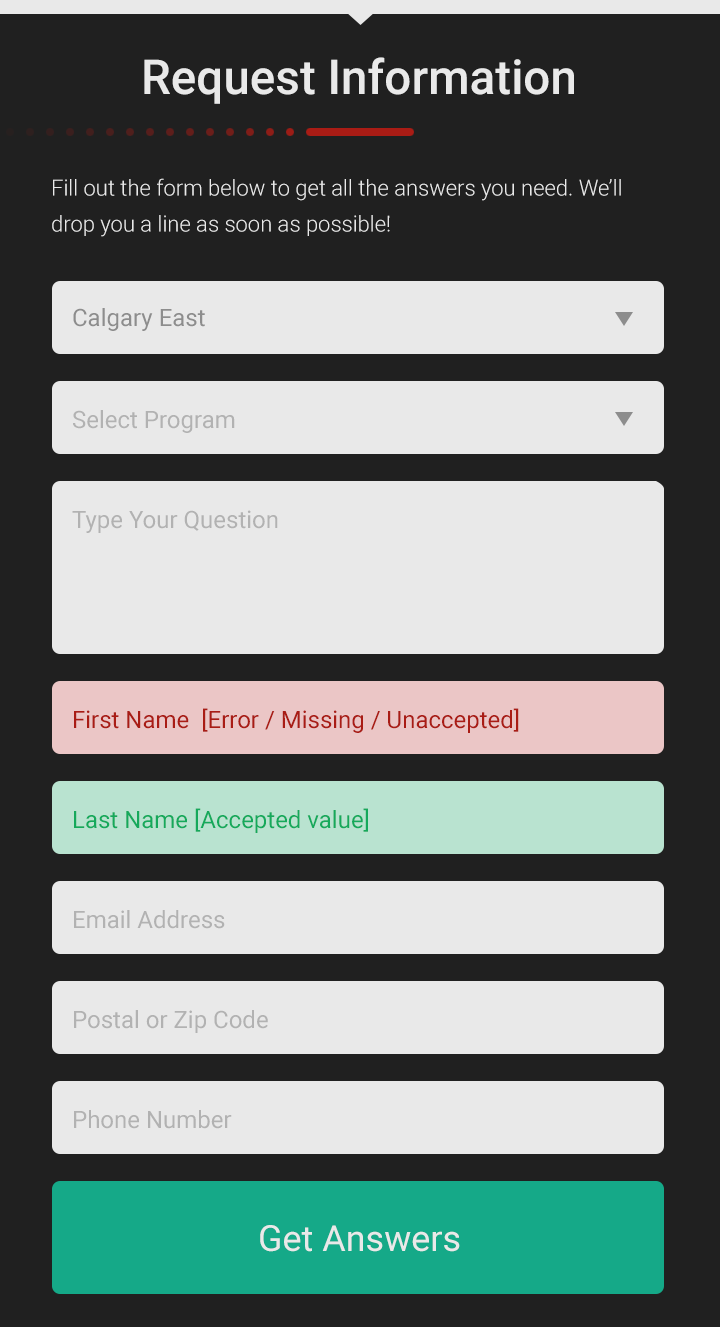 Request Information
Fill out the form below to get all the answers you need. We’ll
drop you a line as soon as possible!
Calgary East
Select Program
Type Your Question
First Name  [Error / Missing / Unaccepted]
Last Name [Accepted value]
Email Address
Postal or Zip Code
Phone Number
Get Answers